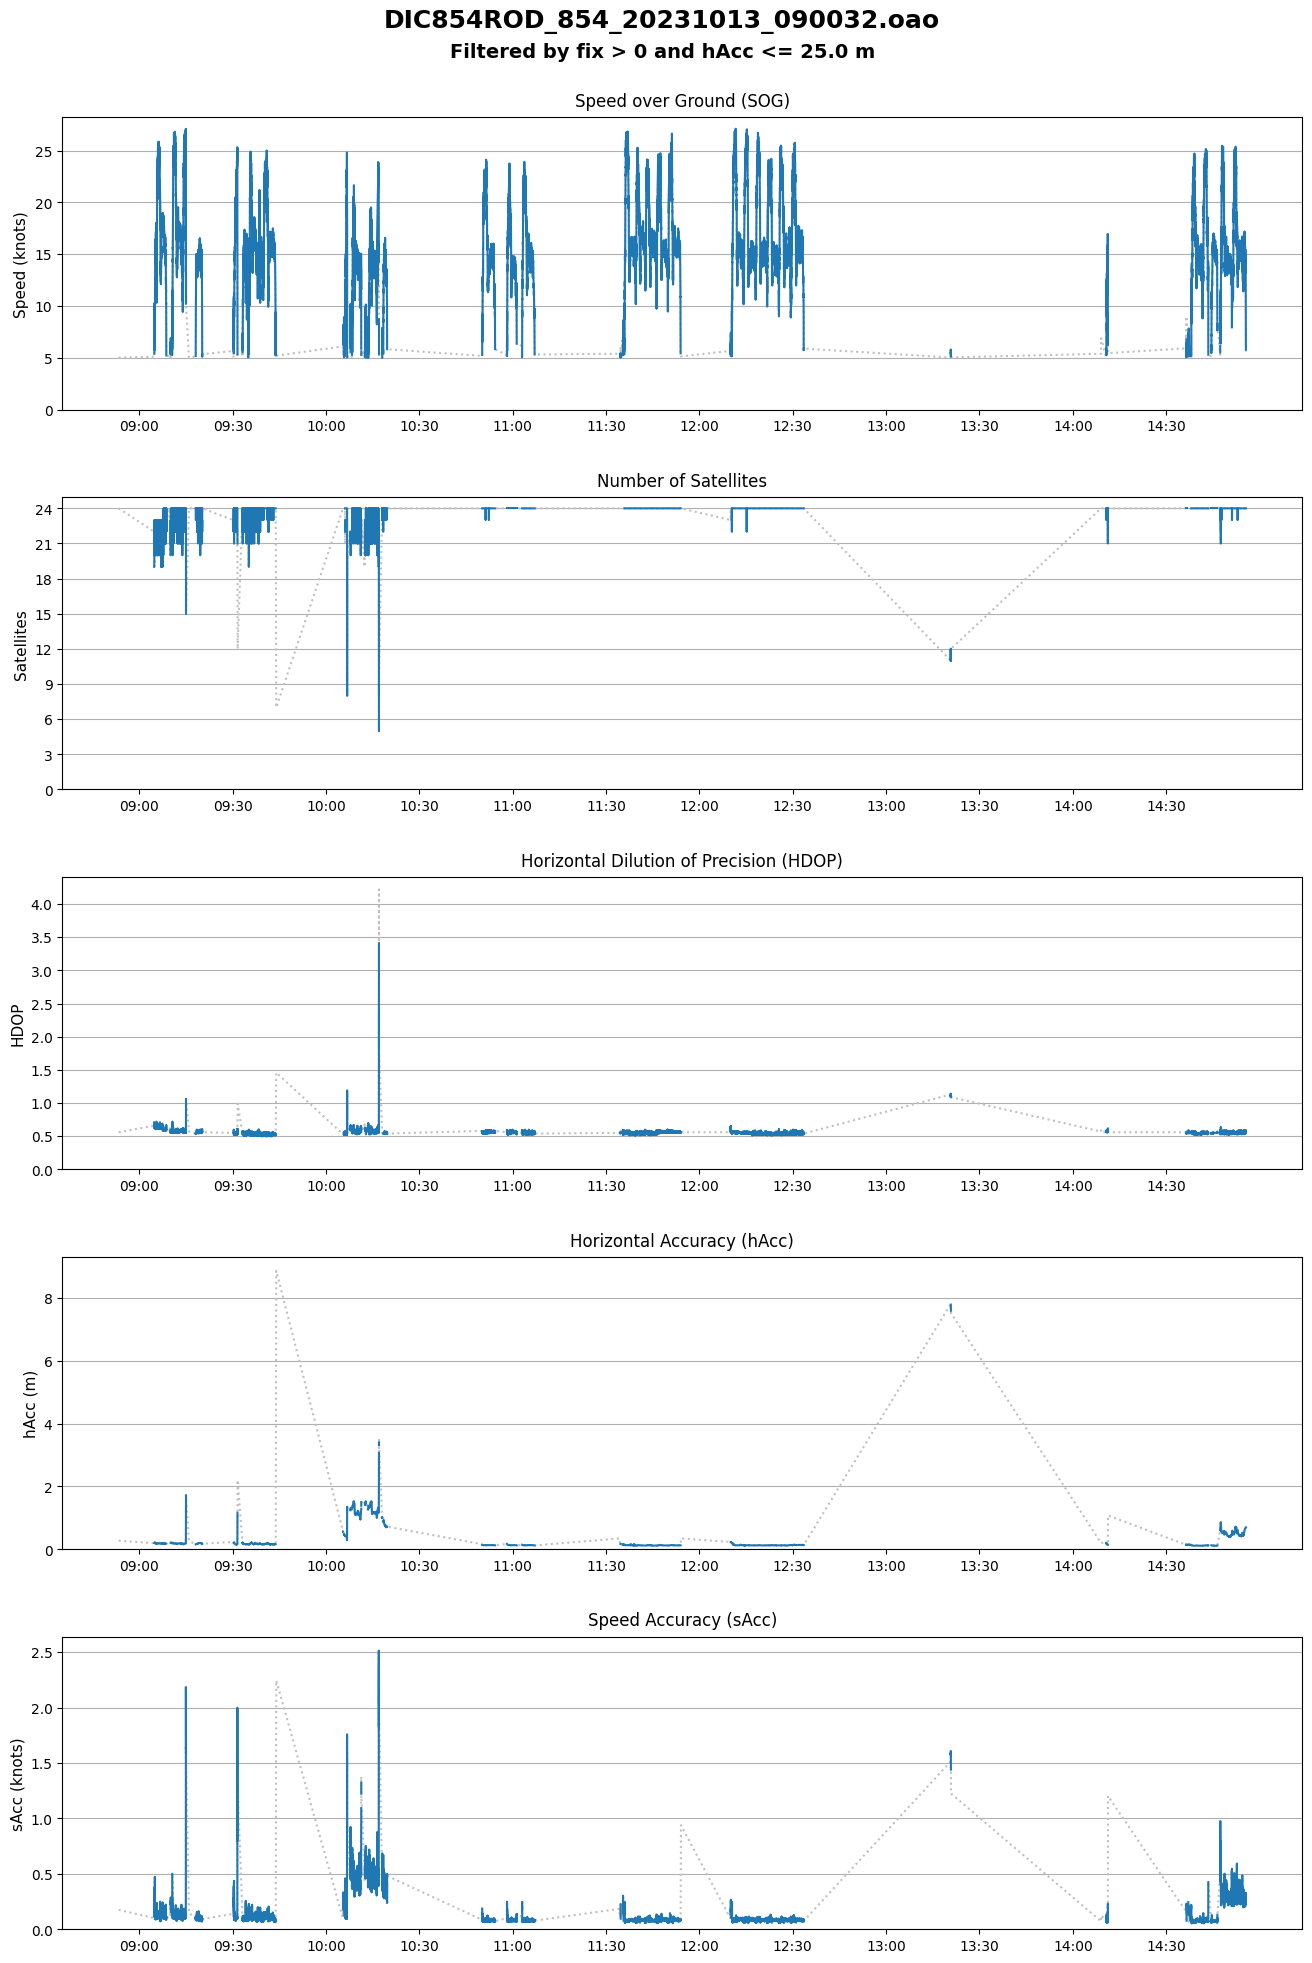 DIC854ROD_854_20231013_090032.oao
Filtered by fix > 0 and hAcc <= 25.0 m
Speed over Ground (SOG)
Speed (knots)
25
20
15
10
5
0
09:00 09:30 10:00 10:30 11:00 11:30 12:00 12:30 13:00 13:30 14:00 14:30
Number of Satellites
Satellites
24
21
18
15
12
9
6
3
0
09:00 09:30 10:00 10:30 11:00 11:30 12:00 12:30 13:00 13:30 14:00 14:30
Horizontal Dilution of Precision (HDOP)
HDOP
4.0
3.5
3.0
2.5
2.0
1.5
1.0
0.5
0.0
09:00 09:30 10:00 10:30 11:00 11:30 12:00 12:30 13:00 13:30 14:00 14:30
Horizontal Accuracy (hAcc)
hAcc (m)
8
6
4
2
0
09:00 09:30 10:00 10:30 11:00 11:30 12:00 12:30 13:00 13:30 14:00 14:30
Speed Accuracy (sAcc)
sAcc (knots)
2.5
2.0
1.5
1.0
0.5
0.0
09:00 09:30 10:00 10:30 11:00 11:30 12:00 12:30 13:00 13:30 14:00 14:30